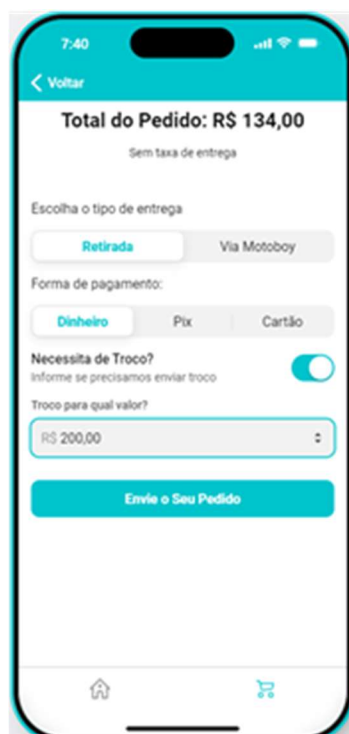 7:40
Voltar
Total do Pedido: R$ 134,00
Sem taxa de entrega
Escolha o tipo de entrega
Retirada Via Motoboy
Forma de pagamento:
Dinheiro Pix Cartão
Necessita de Troco?
Informe se precisamos enviar troco
Troco para qual valor?
R$ 200,00
Envie o Seu Pedido